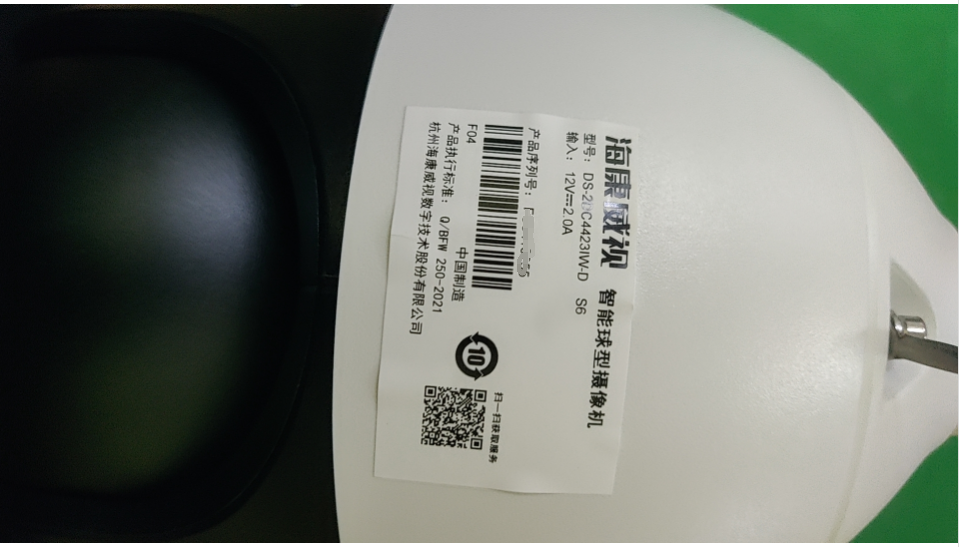 海康威视 智能球型摄像机
型号: DS-2DC4423IW-D S6
输入: 12V⎓2.0A
产品序列号:
F04
中国制造
产品执行标准: Q/BFW 250-2021
杭州海康威视数字技术股份有限公司
10
扫一扫获取服务